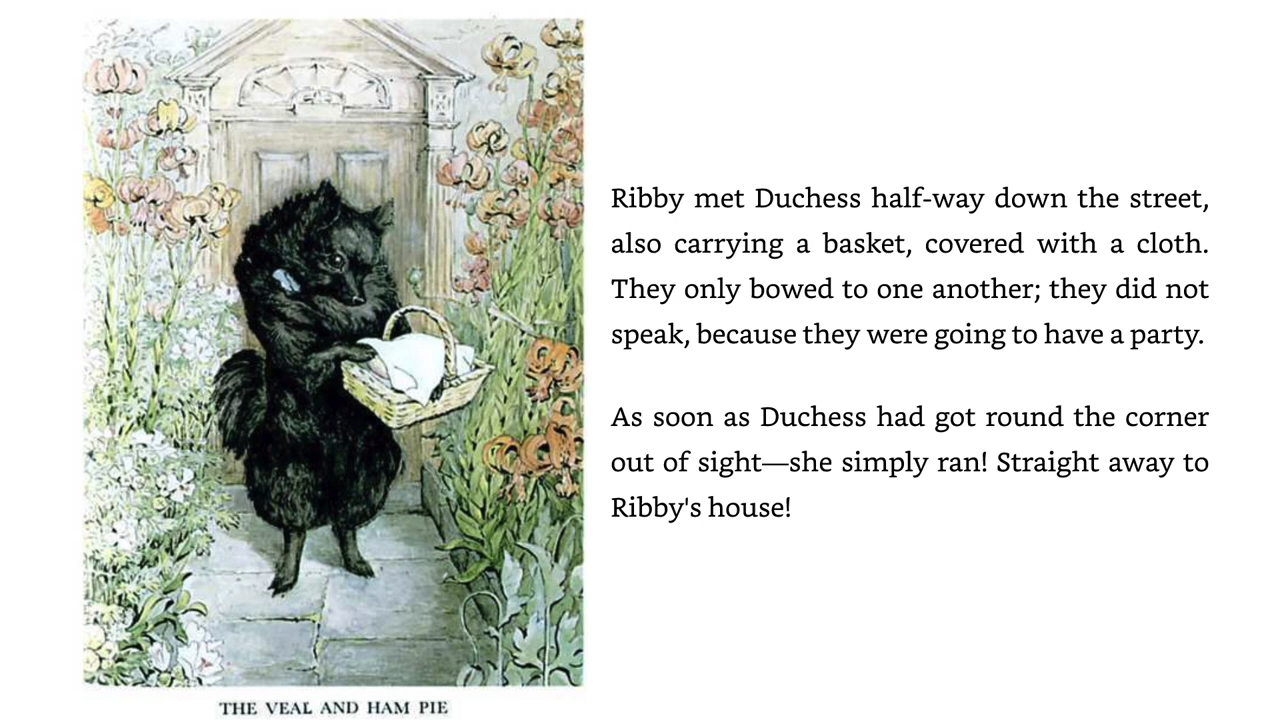 Ribby met Duchess half-way down the street,
also carrying a basket, covered with a cloth.
They only bowed to one another; they did not
speak, because they were going to have a party.
As soon as Duchess had got round the corner
out of sight—she simply ran! Straight away to
Ribby's house!
THE VEAL AND HAM PIE